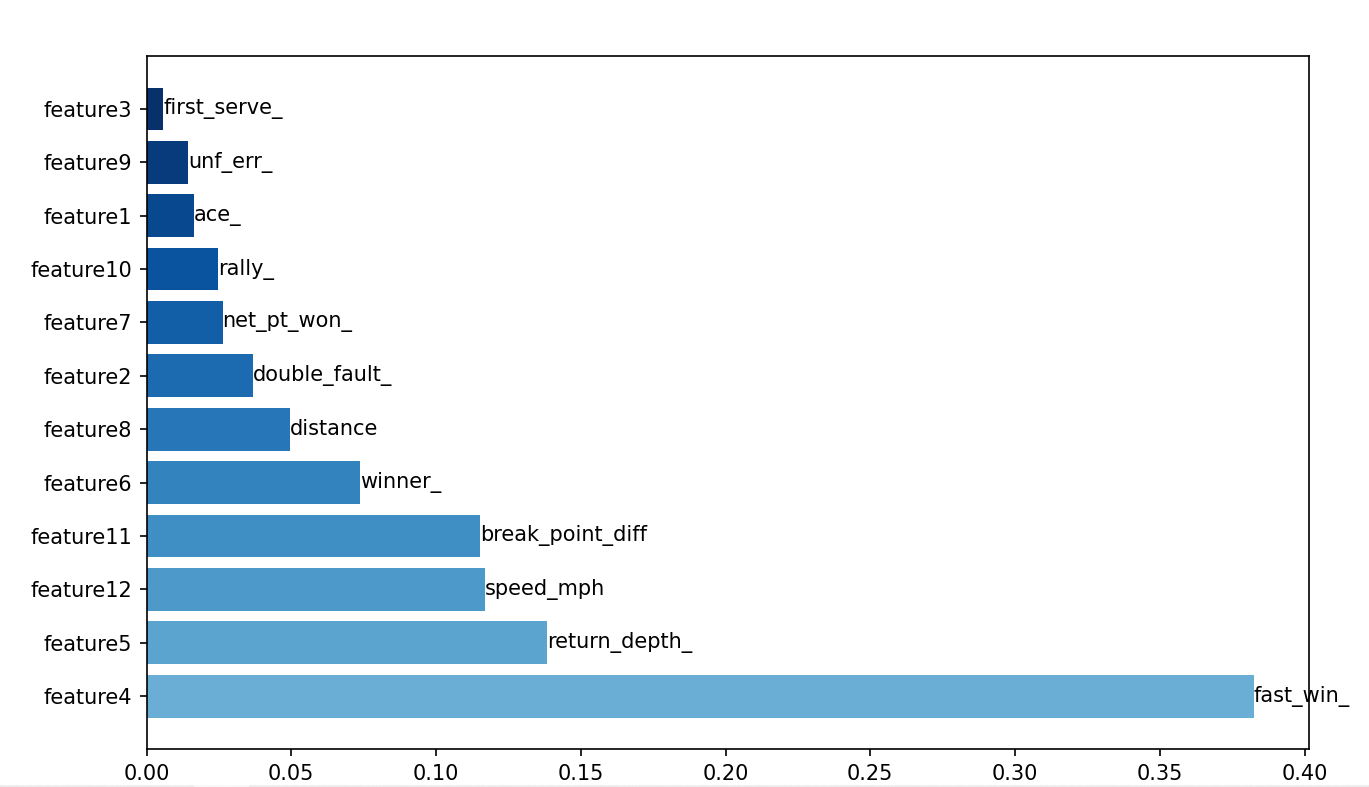 feature3 first_serve_
feature9 unf_err_
feature1 ace_
feature10 rally_
feature7 net_pt_won_
feature2 double_fault_
feature8 distance
feature6 winner_
feature11 break_point_diff
feature12 speed_mph
feature5 return_depth_
feature4 fast_win_
0.00 0.05 0.10 0.15 0.20 0.25 0.30 0.35 0.40